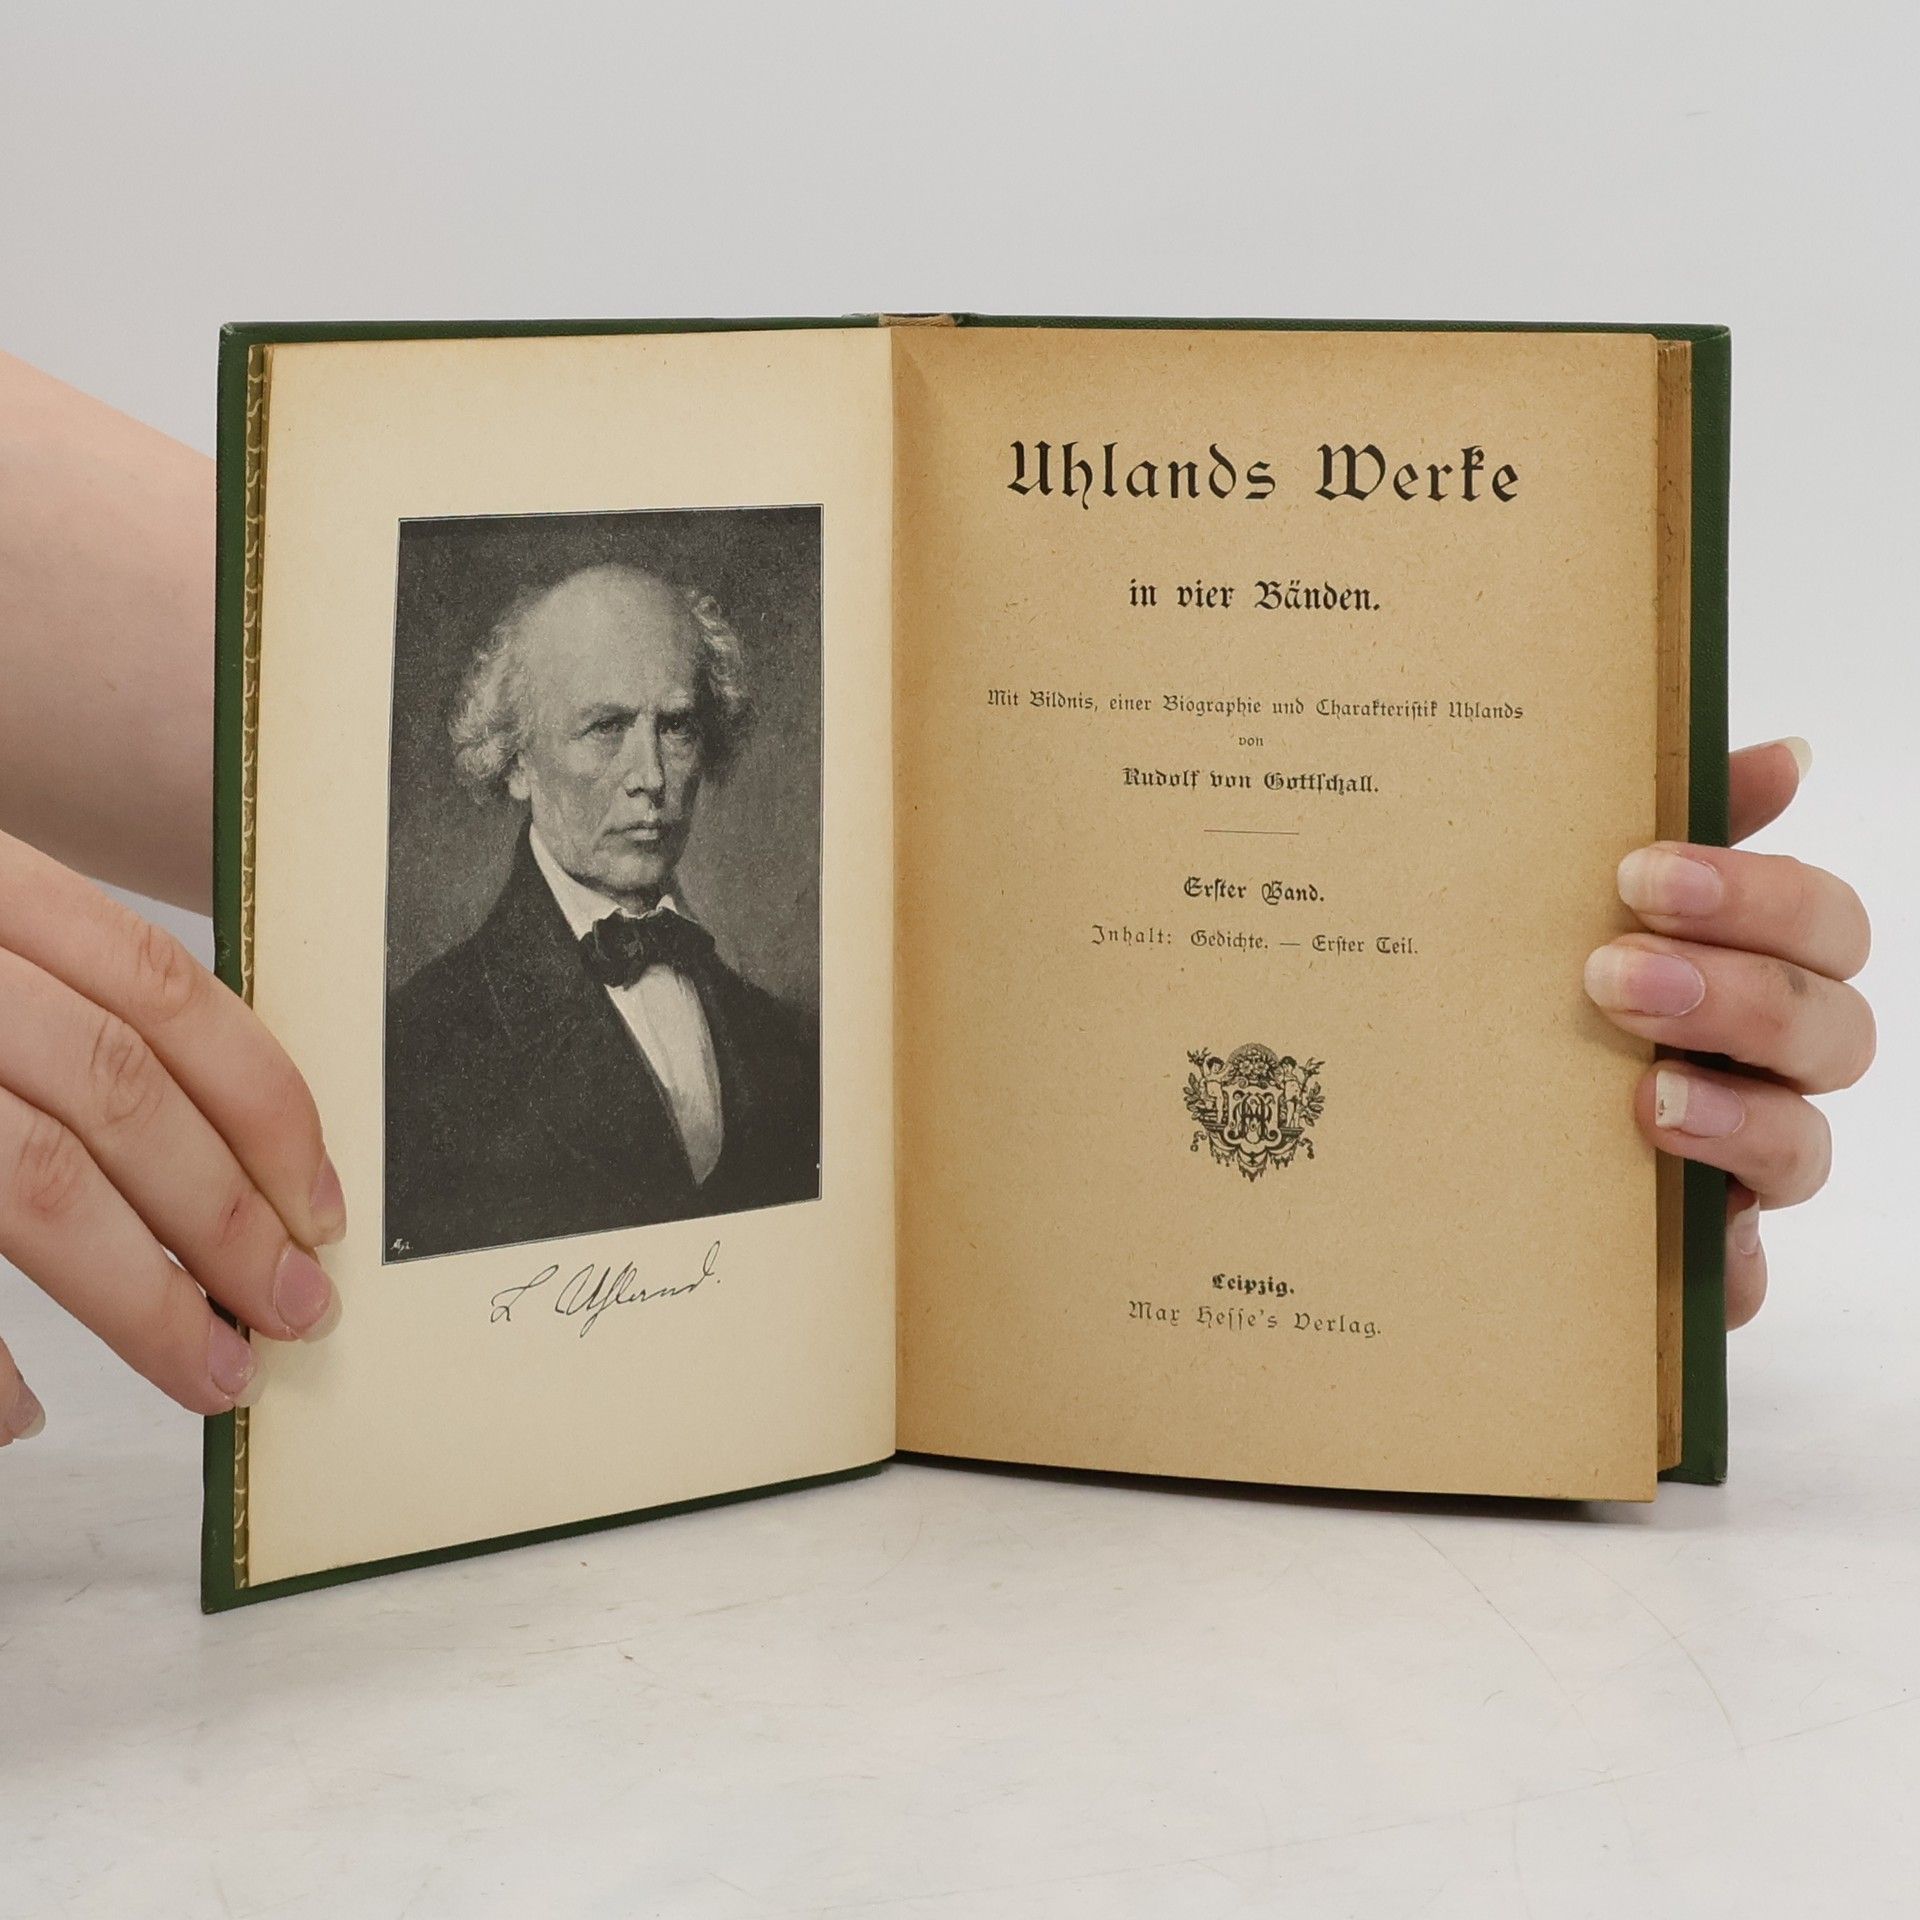 L Uhland.
Uhlands Werke
in vier Bänden.
Mit Bildnis, einer Biographie und Charakteriſtik Uhlands
von
Rudolf von Gottſchall.
Erſter Band.
Inhalt: Gedichte. — Erſter Teil.
Leipzig.
Max Heſſe's Verlag.